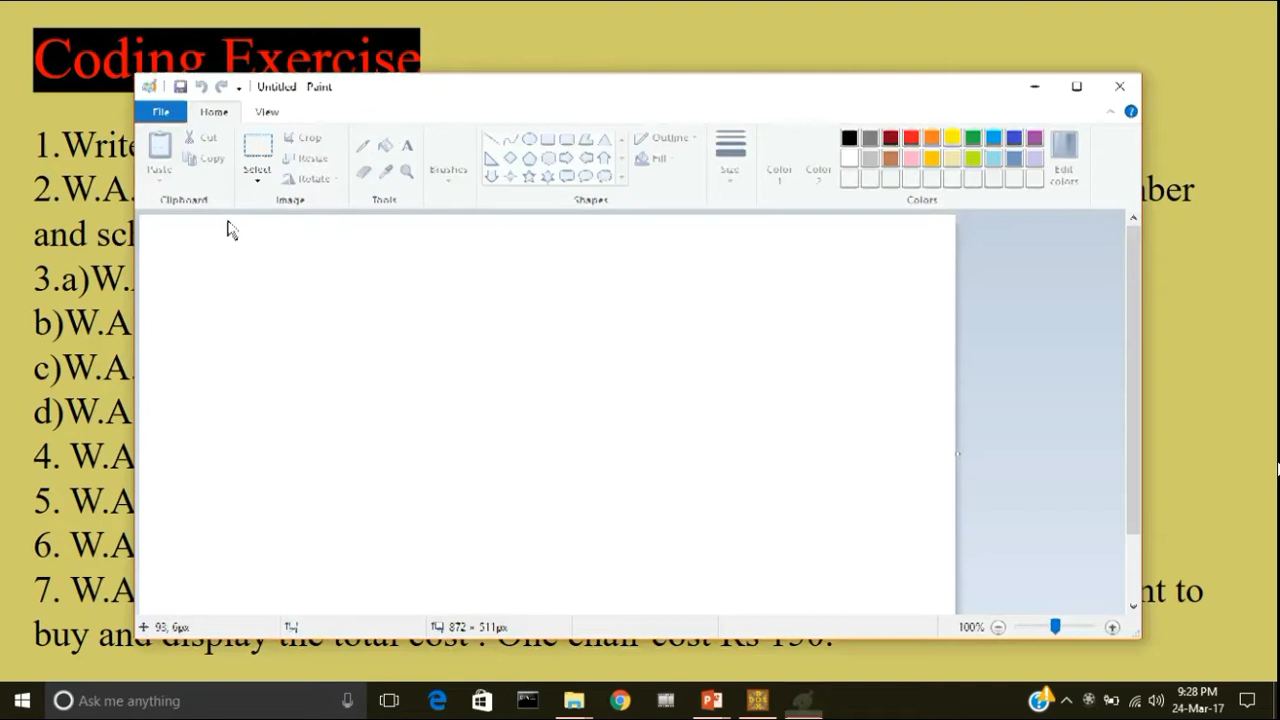 Coding Exercise
Untitled Paint
File Home View
1.Write
2.W.A. ber
and sch
3.a)W.
b)W.A
c)W.A.
d)W.A
4. W.A
5. W.A
6. W.A
7. W.A nt to
buy and display the total cost . One chair cost Rs 150.
Cut
Copy
Paste
Clipboard
Select
Crop
Resize
Rotate
Image
Tools
Brushes
Shapes
Outline
Fill
Size
Color 1
Color 2
Edit colors
Colors
93, 6px
872 × 511px
100%
Ask me anything
9:28 PM
24-Mar-17